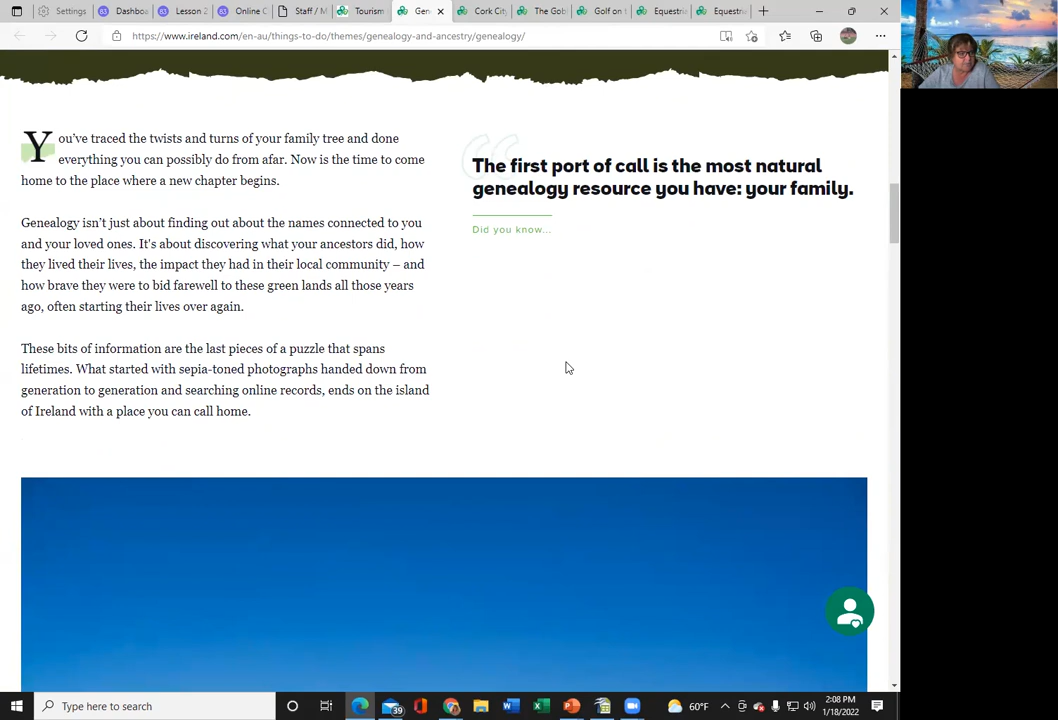 Settings
Dashbo
Lesson 2
Online C
Staff / M
Tourism
Gen
Cork City
The Gobl
Golf on t
Equestri
Equestri
https://www.ireland.com/en-au/things-to-do/themes/genealogy-and-ancestry/genealogy/
You’ve traced the twists and turns of your family tree and done
everything you can possibly do from afar. Now is the time to come
home to the place where a new chapter begins.
Genealogy isn’t just about finding out about the names connected to you
and your loved ones. It's about discovering what your ancestors did, how
they lived their lives, the impact they had in their local community – and
how brave they were to bid farewell to these green lands all those years
ago, often starting their lives over again.
These bits of information are the last pieces of a puzzle that spans
lifetimes. What started with sepia-toned photographs handed down from
generation to generation and searching online records, ends on the island
of Ireland with a place you can call home.
The first port of call is the most natural
genealogy resource you have: your family.
Did you know...
Type here to search
39
60°F
2:08 PM
1/18/2022